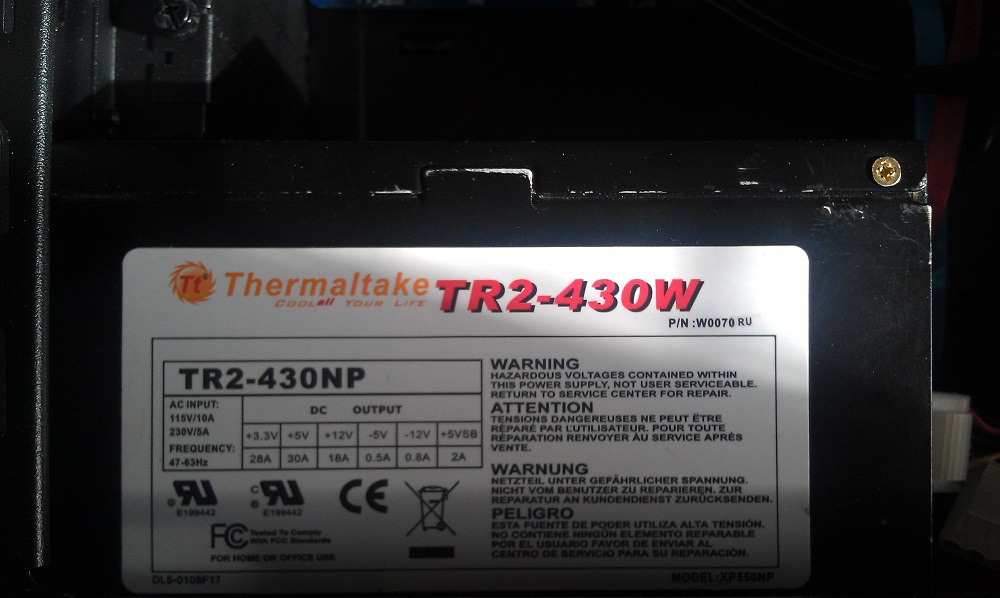 Tt Thermaltake
COOL all YOUR LIFE
TR2-430W
P/N :W0070 RU
TR2-430NP
AC INPUT:
115V/10A
230V/5A
FREQUENCY:
47-63Hz
DC OUTPUT
+3.3V +5V +12V -5V -12V +5VSB
28A 30A 18A 0.5A 0.8A 2A
WARNING
HAZARDOUS VOLTAGES CONTAINED WITHIN
THIS POWER SUPPLY, NOT USER SERVICEABLE.
RETURN TO SERVICE CENTER FOR REPAIR.
ATTENTION
TENSIONS DANGEREUSES NE PEUT ËTRE
RÉPARÉ PAR L'UTILISATEUR. POUR TOUTE
RÉPARATION RENVOYER AU SERVICE APRÈS
VENTE.
WARNUNG
NETZTEIL UNTER GEFÄHRLICHER SPANNUNG.
NICHT VOM BENUTZER ZU REPARIEREN. ZUR
REPARATUR AN KUNDENDIENST ZURÜCKSENDEN.
PELIGRO
ESTA FUENTE DE PODER UTILIZA ALTA TENSIÓN.
NO CONTIENE NINGÚN ELEMENTO REPARABLE
POR EL USUARIO FAVOR DE ENVIAR AL
CENTRO DE SERVICIO PARA SU REPARACIÓN.
RU c RU CE
E199442 E199442
FC Tested To Comply
With FCC Standards
FOR HOME OR OFFICE USE
DL5-0108F17
MODEL:XP550NP